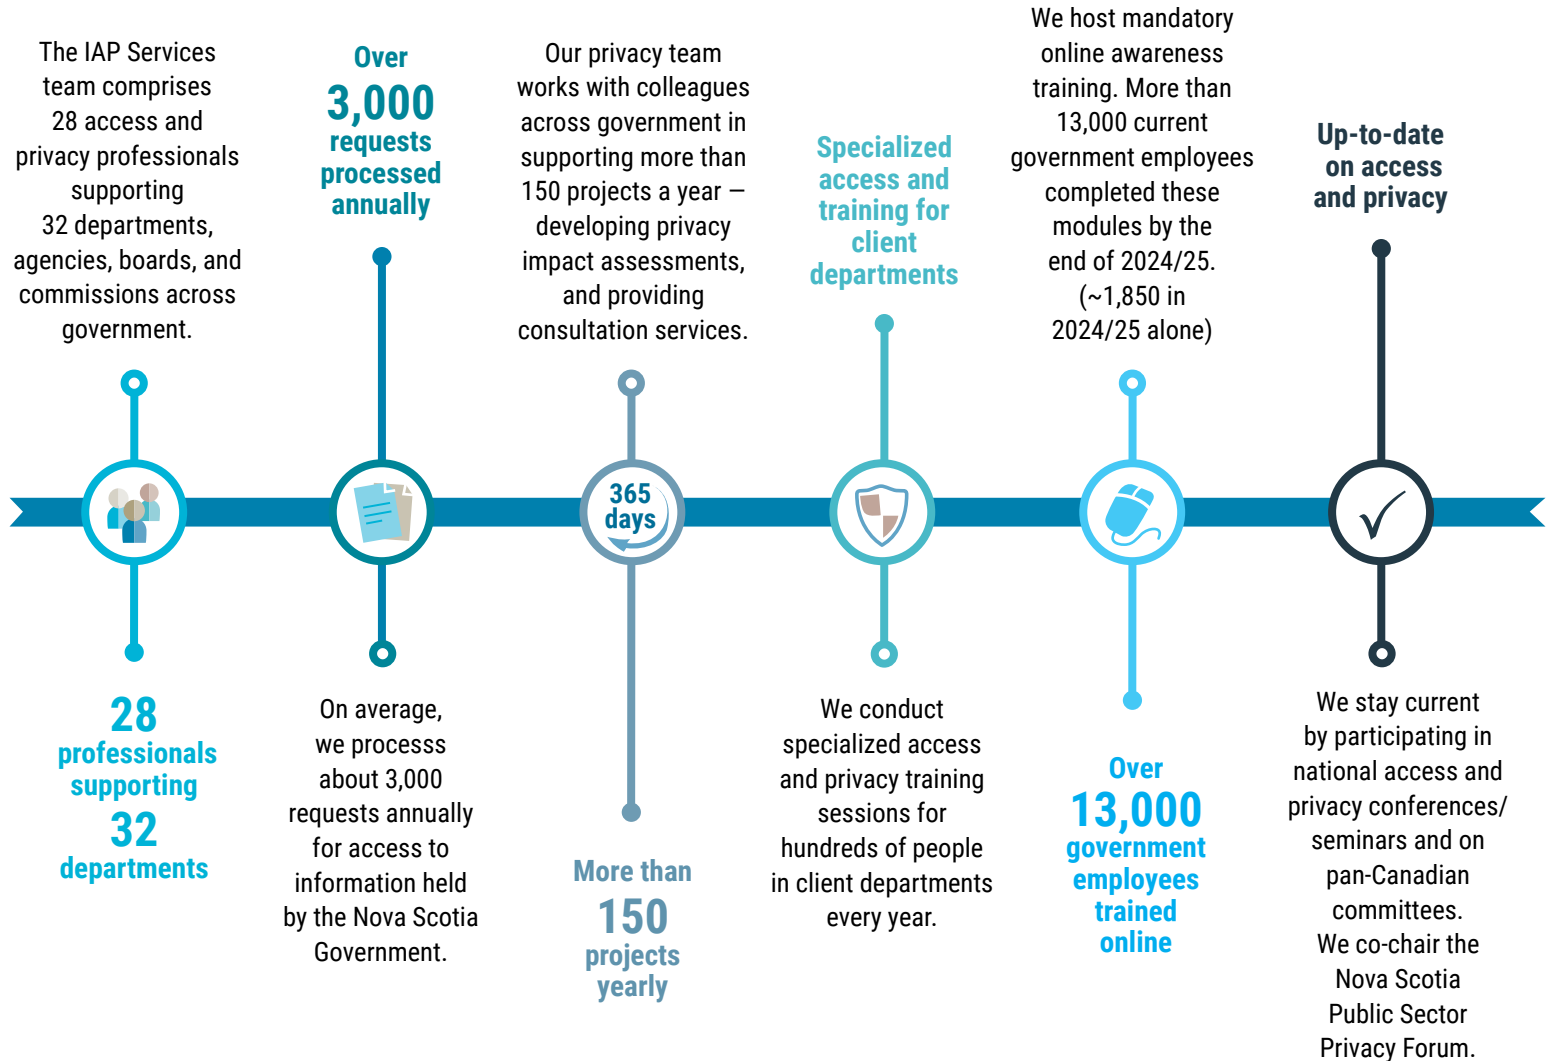 The IAP Services
team comprises
28 access and
privacy professionals
supporting
32 departments,
agencies, boards, and
commissions across
government.
28
professionals
supporting
32
departments
Over
3,000
requests
processed
annually
On average,
we processs
about 3,000
requests annually
for access to
information held
by the Nova Scotia
Government.
Our privacy team
works with colleagues
across government in
supporting more than
150 projects a year —
developing privacy
impact assessments,
and providing
consultation services.
365
days
More than
150
projects
yearly
Specialized
access and
training for
client
departments
We conduct
specialized access
and privacy training
sessions for
hundreds of people
in client departments
every year.
We host mandatory
online awareness
training. More than
13,000 current
government employees
completed these
modules by the
end of 2024/25.
(~1,850 in
2024/25 alone)
Over
13,000
government
employees
trained
online
Up-to-date
on access
and privacy
We stay current
by participating in
national access and
privacy conferences/
seminars and on
pan-Canadian
committees.
We co-chair the
Nova Scotia
Public Sector
Privacy Forum.